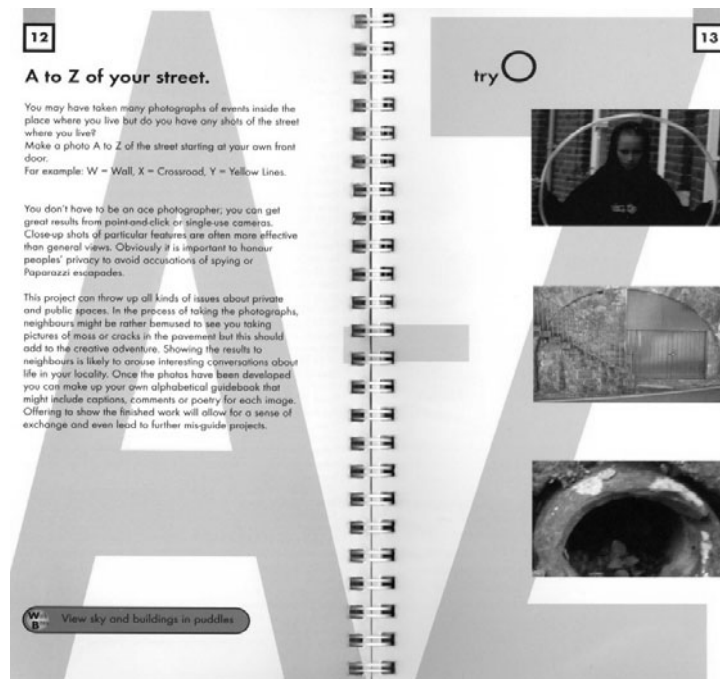 12
A to Z of your street.
You may have taken many photographs of events inside the
place where you live but do you have any shots of the street
where you live?
Make a photo A to Z of the street starting at your own front
door.
For example: W = Wall, X = Crossroad, Y = Yellow Lines.
You don't have to be an ace photographer; you can get
great results from point-and-click or single-use cameras.
Close-up shots of particular features are often more effective
than general views. Obviously it is important to honour
peoples' privacy to avoid accusations of spying or
Paparazzi escapades.
This project can throw up all kinds of issues about private
and public spaces. In the process of taking the photographs,
neighbours might be rather bemused to see you taking
pictures of moss or cracks in the pavement but this should
add to the creative adventure. Showing the results to
neighbours is likely to arouse interesting conversations about
life in your locality. Once the photos have been developed
you can make up your own alphabetical guidebook that
might include captions, comments or poetry for each image.
Offering to show the finished work will allow for a sense of
exchange and even lead to further mis-guide projects.
View sky and buildings in puddles
A-Z
13
try O